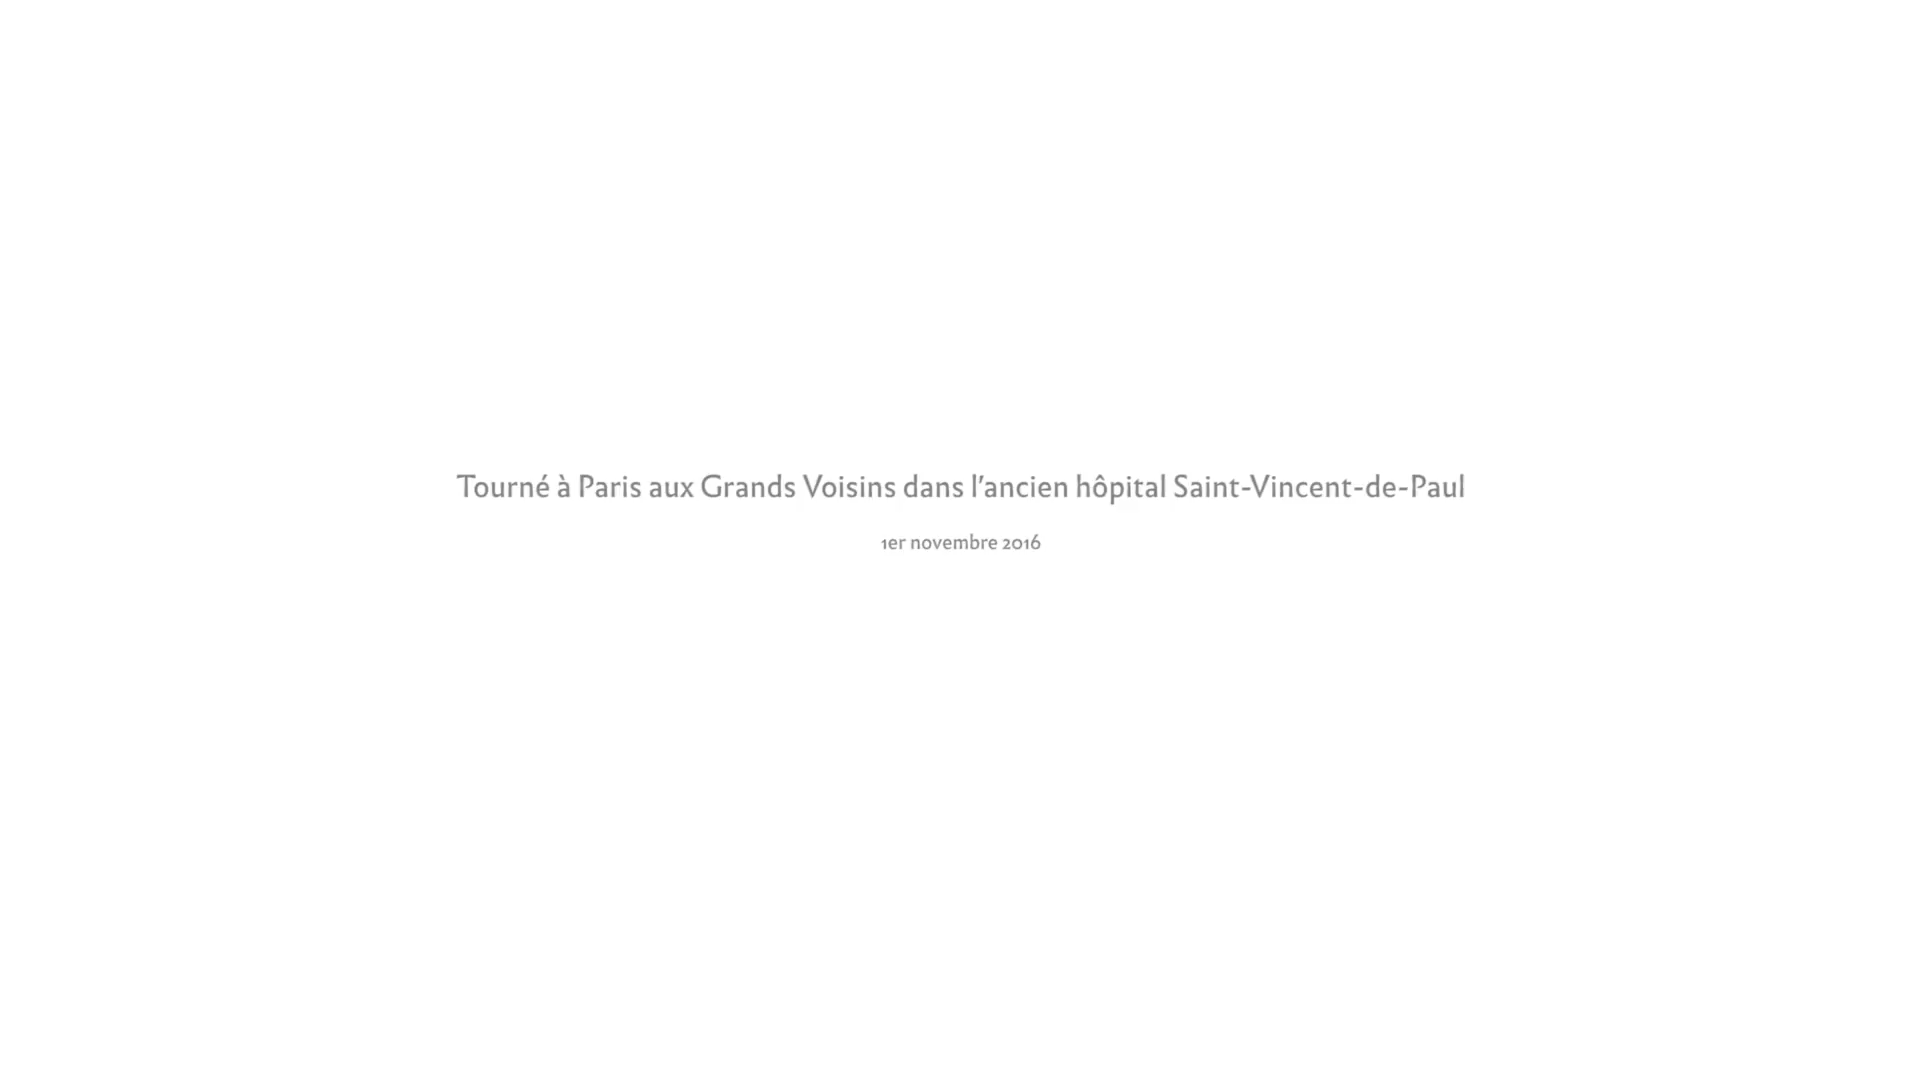 Tourné à Paris aux Grands Voisins dans l'ancien hôpital Saint-Vincent-de-Paul
1er novembre 2016